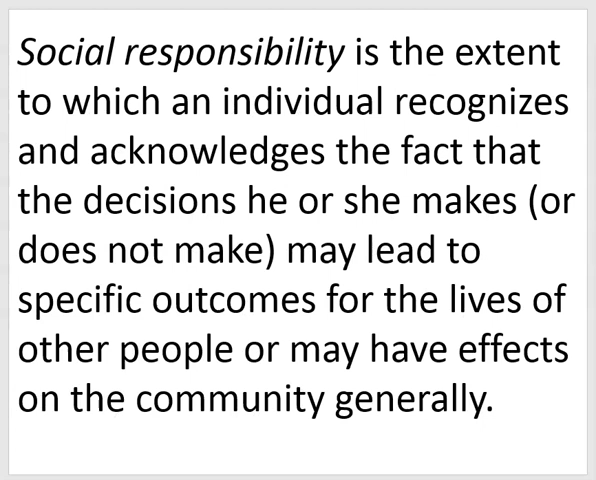 Social responsibility is the extent
to which an individual recognizes
and acknowledges the fact that
the decisions he or she makes (or
does not make) may lead to
specific outcomes for the lives of
other people or may have effects
on the community generally.